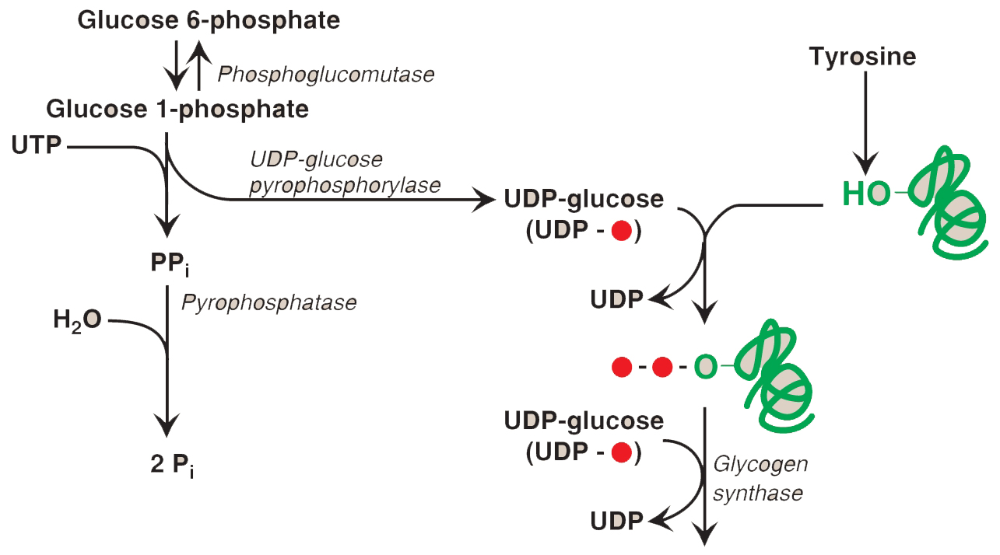 Glucose 6-phosphate
Phosphoglucomutase
Glucose 1-phosphate
UTP
UDP-glucose
pyrophosphorylase
PPi
Pyrophosphatase
H2O
2 Pi
Tyrosine
HO
UDP-glucose
(UDP - )
UDP
- - O
UDP-glucose
(UDP - )
Glycogen
synthase
UDP